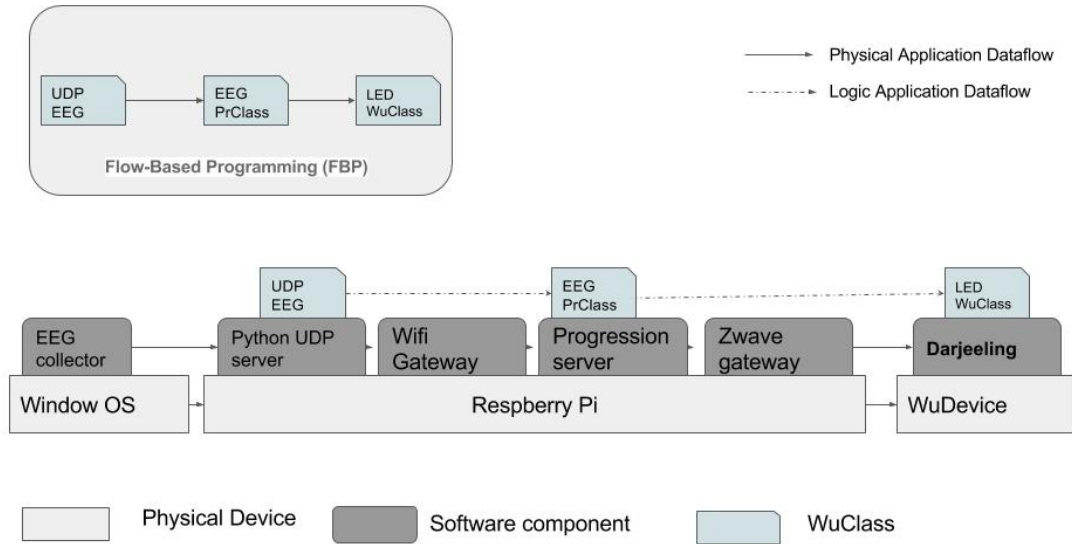 UDP
EEG
EEG
PrClass
LED
WuClass
Flow-Based Programming (FBP)
Physical Application Dataflow
Logic Application Dataflow
UDP
EEG
EEG
PrClass
LED
WuClass
EEG
collector
Python UDP
server
Wifi
Gateway
Progression
server
Zwave
gateway
Darjeeling
Window OS
Respberry Pi
WuDevice
Physical Device
Software component
WuClass